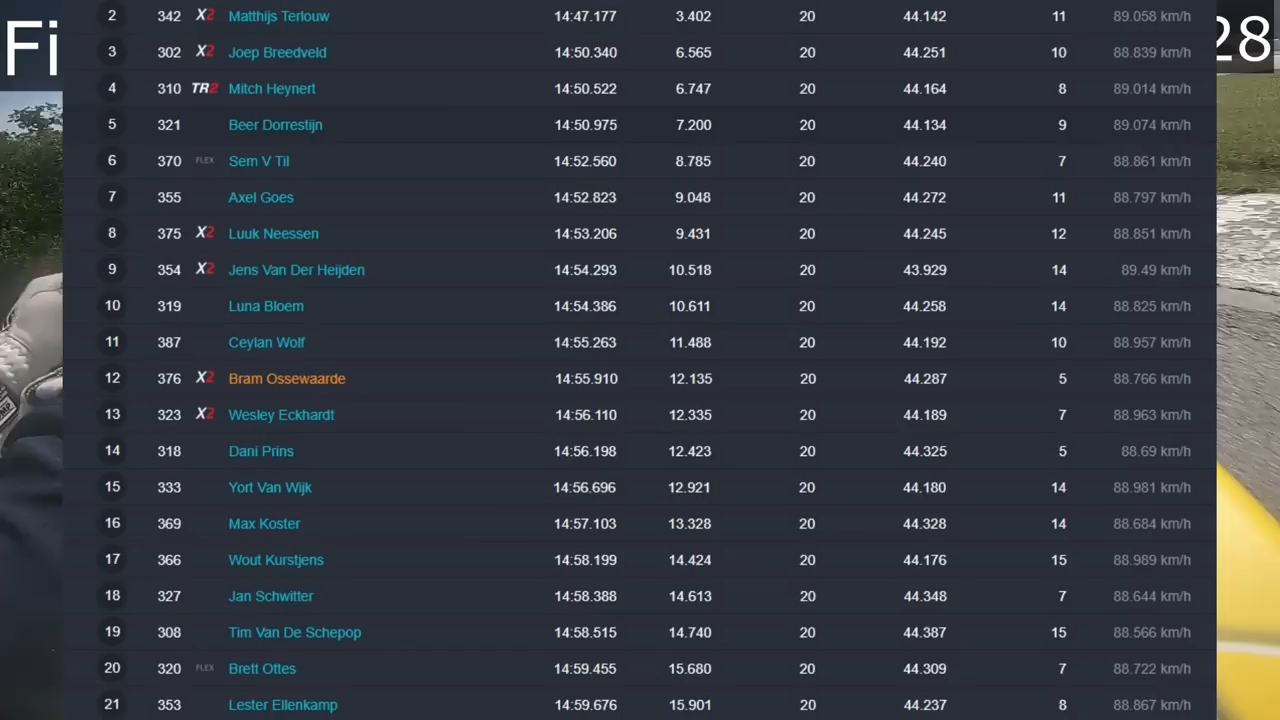 Fi
28
2 342 X2 Matthijs Terlouw 14:47.177 3.402 20 44.142 11 89.058 km/h
3 302 X2 Joep Breedveld 14:50.340 6.565 20 44.251 10 88.839 km/h
4 310 TR2 Mitch Heynert 14:50.522 6.747 20 44.164 8 89.014 km/h
5 321 Beer Dorrestijn 14:50.975 7.200 20 44.134 9 89.074 km/h
6 370 FLEX Sem V Til 14:52.560 8.785 20 44.240 7 88.861 km/h
7 355 Axel Goes 14:52.823 9.048 20 44.272 11 88.797 km/h
8 375 X2 Luuk Neessen 14:53.206 9.431 20 44.245 12 88.851 km/h
9 354 X2 Jens Van Der Heijden 14:54.293 10.518 20 43.929 14 89.49 km/h
10 319 Luna Bloem 14:54.386 10.611 20 44.258 14 88.825 km/h
11 387 Ceylan Wolf 14:55.263 11.488 20 44.192 10 88.957 km/h
12 376 X2 Bram Ossewaarde 14:55.910 12.135 20 44.287 5 88.766 km/h
13 323 X2 Wesley Eckhardt 14:56.110 12.335 20 44.189 7 88.963 km/h
14 318 Dani Prins 14:56.198 12.423 20 44.325 5 88.69 km/h
15 333 Yort Van Wijk 14:56.696 12.921 20 44.180 14 88.981 km/h
16 369 Max Koster 14:57.103 13.328 20 44.328 14 88.684 km/h
17 366 Wout Kurstjens 14:58.199 14.424 20 44.176 15 88.989 km/h
18 327 Jan Schwitter 14:58.388 14.613 20 44.348 7 88.644 km/h
19 308 Tim Van De Schepop 14:58.515 14.740 20 44.387 15 88.566 km/h
20 320 FLEX Brett Ottes 14:59.455 15.680 20 44.309 7 88.722 km/h
21 353 Lester Ellenkamp 14:59.676 15.901 20 44.237 8 88.867 km/h